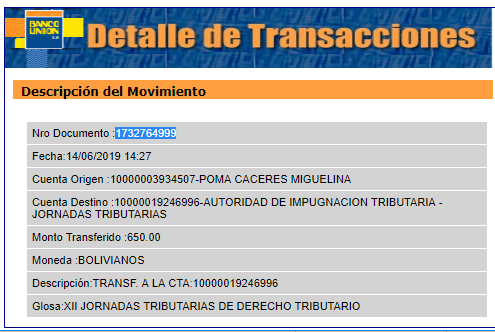 BANCO
UNION
S.A.
Detalle de Transacciones
Descripción del Movimiento
Nro Documento :1732764999
Fecha:14/06/2019 14:27
Cuenta Origen :10000003934507-POMA CACERES MIGUELINA
Cuenta Destino :10000019246996-AUTORIDAD DE IMPUGNACION TRIBUTARIA -
JORNADAS TRIBUTARIAS
Monto Transferido :650.00
Moneda :BOLIVIANOS
Descripción:TRANSF. A LA CTA:10000019246996
Glosa:XII JORNADAS TRIBUTARIAS DE DERECHO TRIBUTARIO